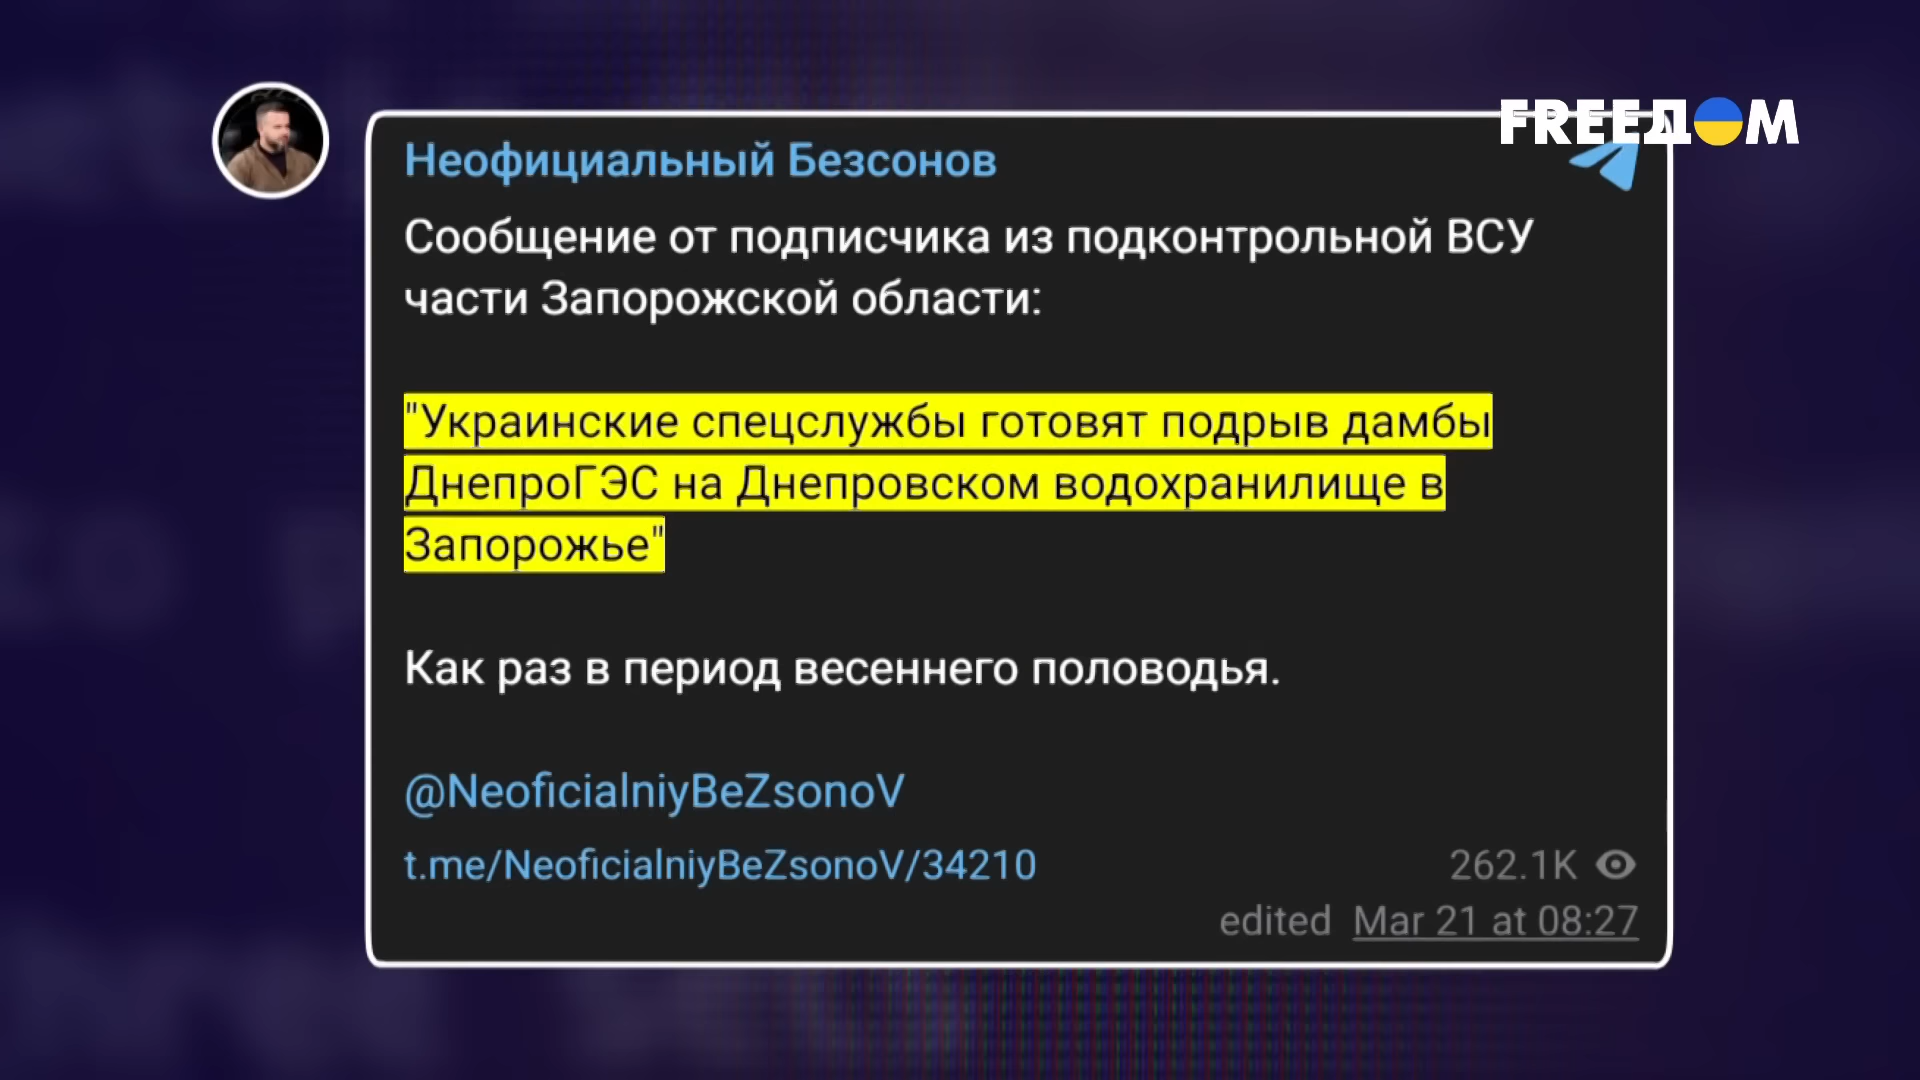 FREEДOM
Неофициальный Безсонов
Сообщение от подписчика из подконтрольной ВСУ
части Запорожской области:
"Украинские спецслужбы готовят подрыв дамбы
ДнепроГЭС на Днепровском водохранилище в
Запорожье"
Как раз в период весеннего половодья.
@NeoficialniyBeZsonoV
t.me/NeoficialniyBeZsonoV/34210
262.1K
edited Mar 21 at 08:27